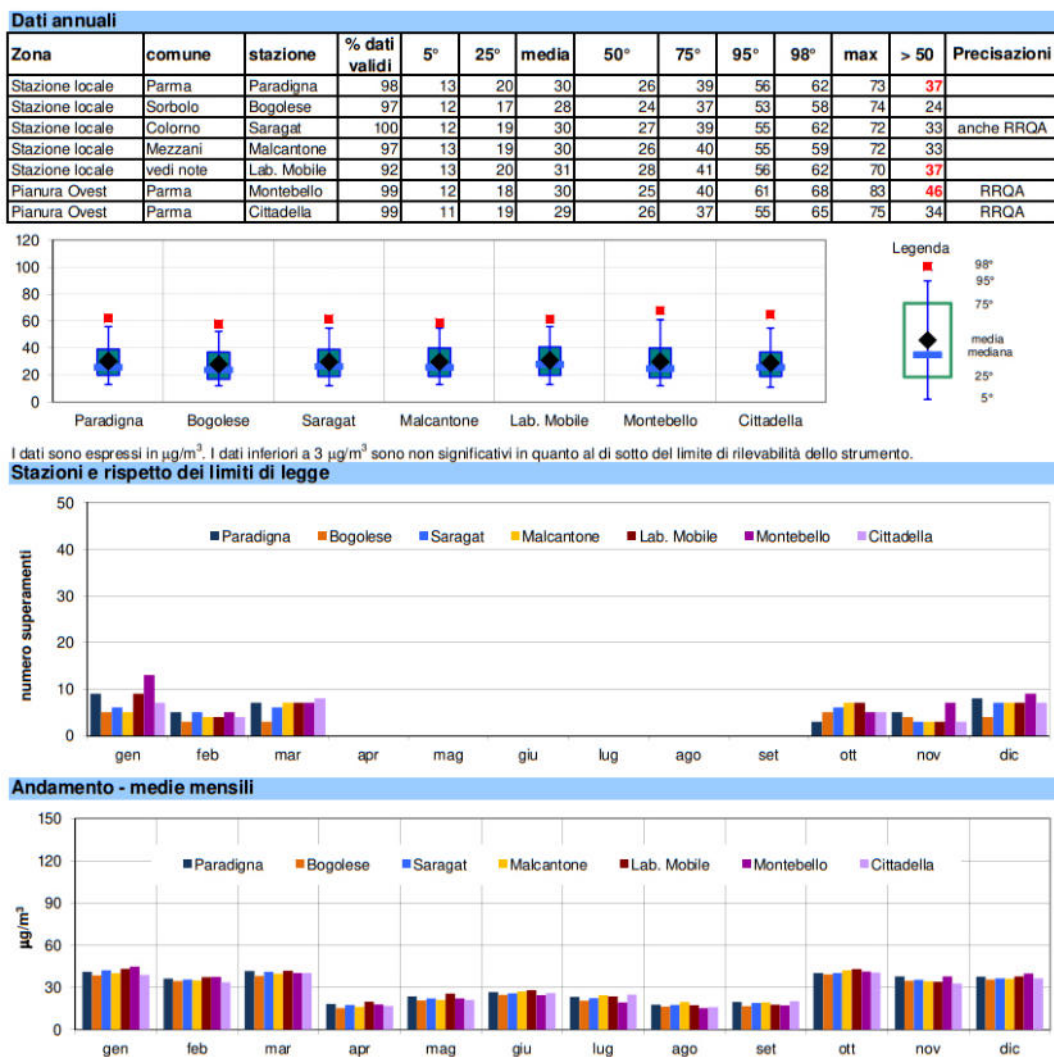 Dati annuali
Zona comune stazione % dati validi 5° 25° media 50° 75° 95° 98° max > 50 Precisazioni
Stazione locale Parma Paradigna 98 13 20 30 26 39 56 62 73 37
Stazione locale Sorbolo Bogolese 97 12 17 28 24 37 53 58 74 24
Stazione locale Colorno Saragat 100 12 19 30 27 39 55 62 72 33 anche RRQA
Stazione locale Mezzani Malcantone 97 13 19 30 26 40 55 59 72 33
Stazione locale vedi note Lab. Mobile 92 13 20 31 28 41 56 62 70 37
Pianura Ovest Parma Montebello 99 12 18 30 25 40 61 68 83 46 RRQA
Pianura Ovest Parma Cittadella 99 11 19 29 26 37 55 65 75 34 RRQA
120
100
80
60
40
20
0
Paradigna Bogolese Saragat Malcantone Lab. Mobile Montebello Cittadella
Legenda
98°
95°
75°
media
mediana
25°
5°
I dati sono espressi in µg/m³. I dati inferiori a 3 µg/m³ sono non significativi in quanto al di sotto del limite di rilevabilità dello strumento.
Stazioni e rispetto dei limiti di legge
numero superamenti
50
40
30
20
10
0
Paradigna Bogolese Saragat Malcantone Lab. Mobile Montebello Cittadella
gen feb mar apr mag giu lug ago set ott nov dic
Andamento - medie mensili
µg/m³
150
120
90
60
30
0
Paradigna Bogolese Saragat Malcantone Lab. Mobile Montebello Cittadella
gen feb mar apr mag giu lug ago set ott nov dic